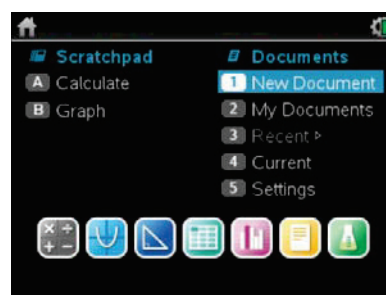 Scratchpad
A Calculate
B Graph
Documents
1 New Document
2 My Documents
3 Recent ▹
4 Current
5 Settings